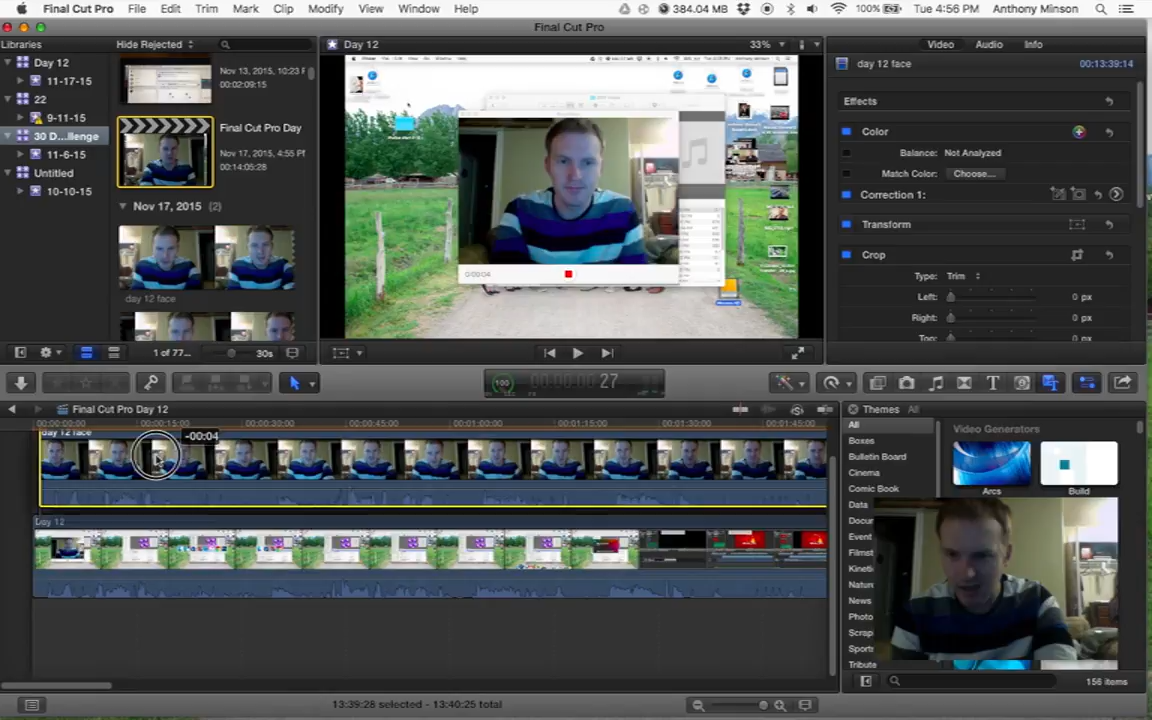 Final Cut Pro File Edit Trim Mark Clip Modify View Window Help 384.04 MB 100% Tue 4:56 PM Anthony Minson
Final Cut Pro
Libraries Hide Rejected Day 12 33% Video Audio Info
Day 12
11-17-15
22
9-11-15
30 D...llenge
11-6-15
Untitled
10-10-15
Nov 13, 2015, 10:23
00:02:09:15
Final Cut Pro Day
Nov 17, 2015, 4:55 P
00:14:05:28
Nov 17, 2015 (2)
day 12 face
1 of 77... 30s
0:00:04
day 12 face 00:13:39:14
Effects
Color
Balance: Not Analyzed
Match Color: Choose...
Correction 1:
Transform
Crop
Type: Trim
Left: 0 px
Right: 0 px
100 00:00:00:00 27
Final Cut Pro Day 12
00:00:00:00 00:00:15:00 00:00:30:00 00:00:45:00 00:01:00:00 00:01:15:00 00:01:30:00 00:01:45:00
day 12 face
-00:04
Day 12
Themes All
All
Boxes
Bulletin Board
Cinema
Comic Book
Data
Docu
Event
Films
Kineti
Natur
News
Photo
Scrap
Sport
Tribute
Video Generators
Arcs Build
156 items
13:39:28 selected - 13:40:25 total